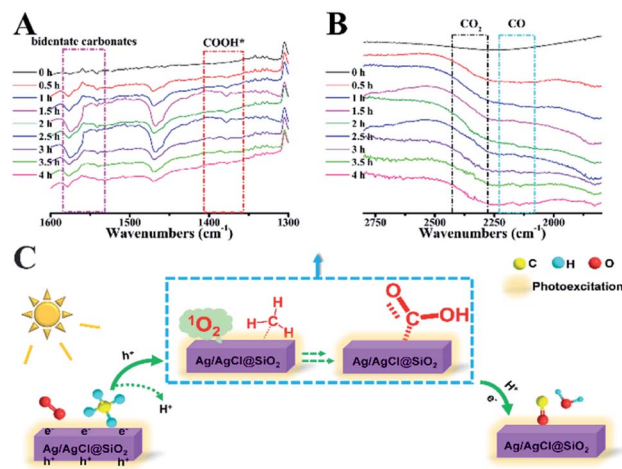 A
bidentate carbonates
COOH*
0 h
0.5 h
1 h
1.5 h
2 h
2.5h
3 h
3.5 h
4 h
1600
1500
1400
1300
Wavenumbers (cm⁻¹)
B
CO₂
CO
0 h
0.5 h
1 h
1.5 h
2 h
2.5h
3 h
3.5 h
4 h
2750
2500
2250
2000
Wavenumbers (cm⁻¹)
C
C H O
Photoexcitation
¹O₂
H
C
H
H
Ag/AgCl@SiO₂
O
C
OH
Ag/AgCl@SiO₂
h⁺
H⁺
e⁻ e⁻ e⁻
Ag/AgCl@SiO₂
h⁺ h⁺ h⁺
H⁺
e⁻
Ag/AgCl@SiO₂